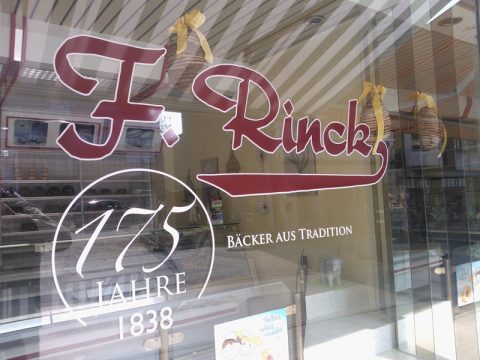 F. Rinck
BÄCKER AUS TRADITION
175
JAHRE
1838